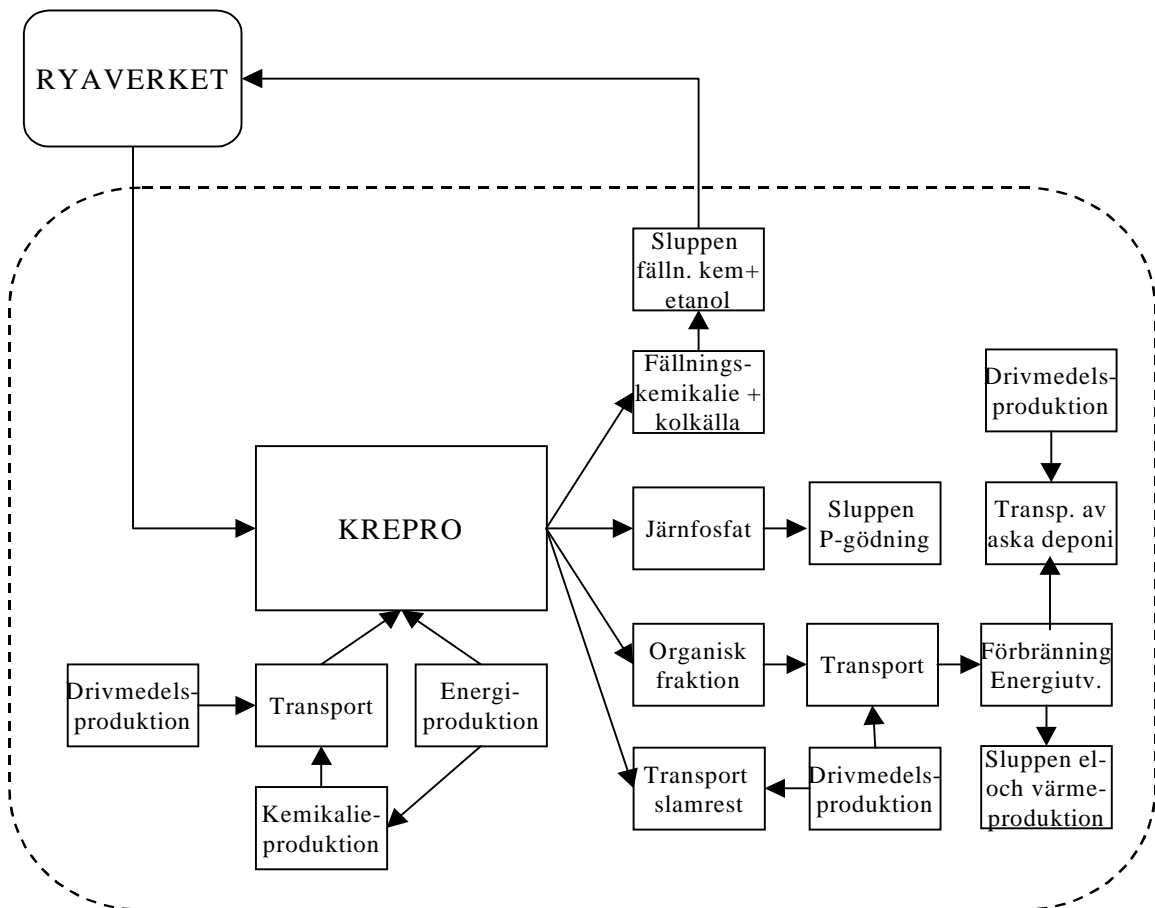 RYAVERKET
Sluppen
fälln. kem+
etanol
Fällnings-
kemikalie +
kolkälla
Drivmedels-
produktion
KREPRO
Järnfosfat
Sluppen
P-gödning
Transp. av
aska deponi
Drivmedels-
produktion
Transport
Energi-
produktion
Organisk
fraktion
Transport
Förbränning
Energiutv.
Kemikalie-
produktion
Transport
slamrest
Drivmedels-
produktion
Sluppen el-
och värme-
produktion